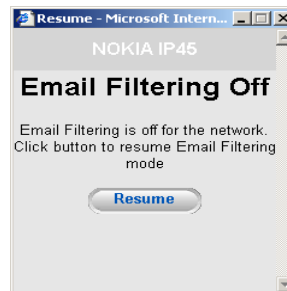 Resume - Microsoft Intern...
NOKIA IP45
Email Filtering Off
Email Filtering is off for the network.
Click button to resume Email Filtering
mode
Resume